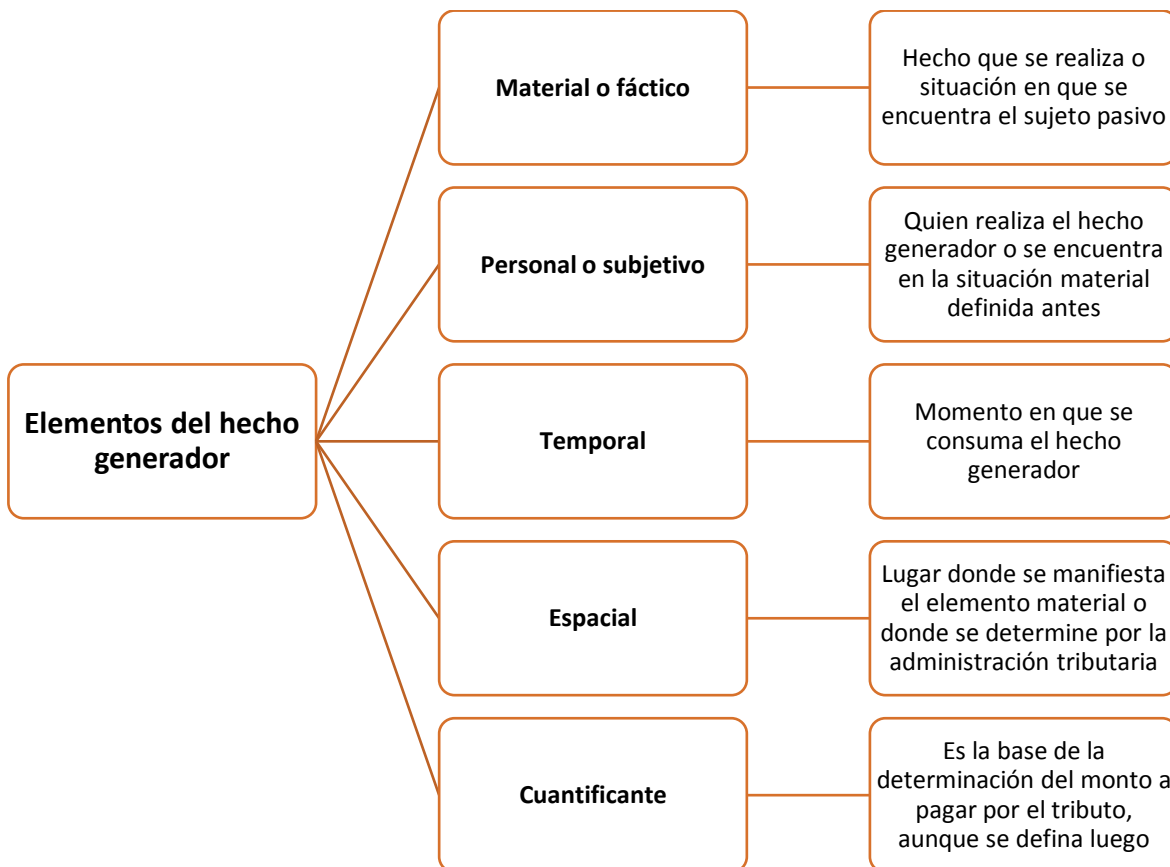 Elementos del hecho
generador
Material o fáctico
Hecho que se realiza o
situación en que se
encuentra el sujeto pasivo
Personal o subjetivo
Quien realiza el hecho
generador o se encuentra
en la situación material
definida antes
Temporal
Momento en que se
consuma el hecho
generador
Espacial
Lugar donde se manifiesta
el elemento material o
donde se determine por la
administración tributaria
Cuantificante
Es la base de la
determinación del monto a
pagar por el tributo,
aunque se defina luego